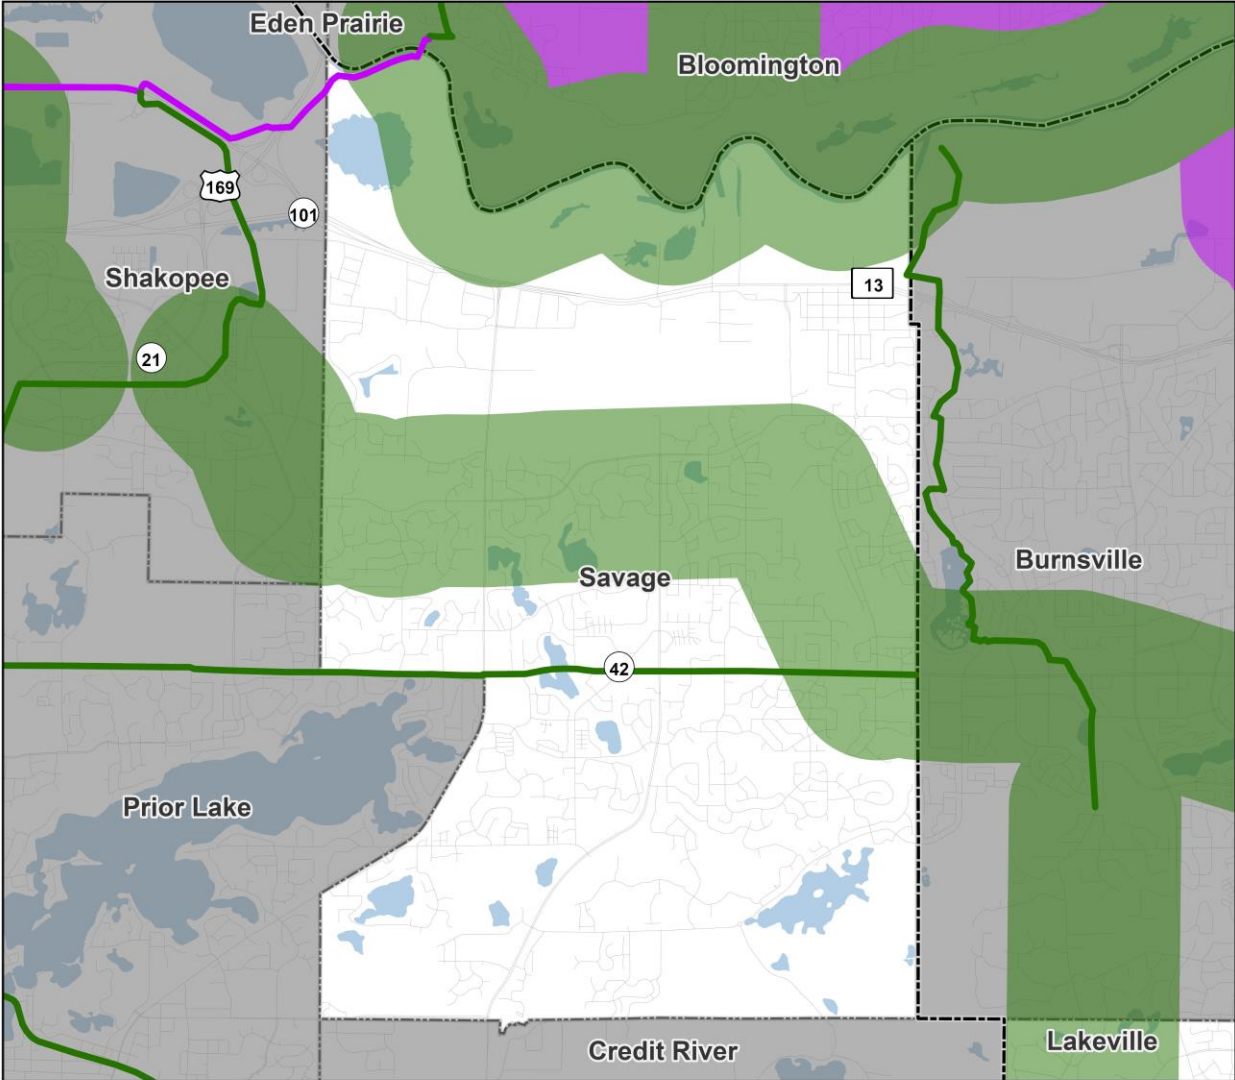 Eden Prairie
Bloomington
169
101
Shakopee
13
21
Burnsville
Savage
42
Prior Lake
Credit River
Lakeville